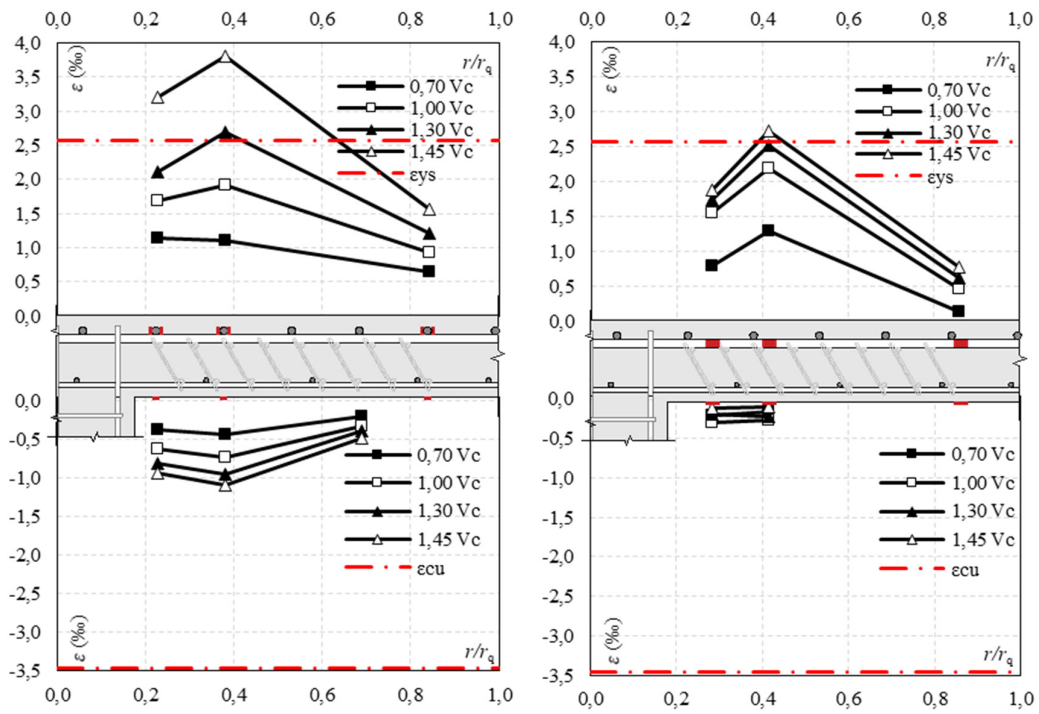 0,0 0,2 0,4 0,6 0,8 1,0
4,0
3,5
3,0
2,5
2,0
1,5
1,0
0,5
0,0
ε (‰)
r/rq
0,70 Vc
1,00 Vc
1,30 Vc
1,45 Vc
εys
0,0
-0,5
-1,0
-1,5
-2,0
-2,5
-3,0
-3,5
0,70 Vc
1,00 Vc
1,30 Vc
1,45 Vc
εcu
ε (‰)
r/rq
0,0 0,2 0,4 0,6 0,8 1,0
0,0 0,2 0,4 0,6 0,8 1,0
4,0
3,5
3,0
2,5
2,0
1,5
1,0
0,5
0,0
ε (‰)
r/rq
0,70 Vc
1,00 Vc
1,30 Vc
1,45 Vc
εys
0,0
-0,5
-1,0
-1,5
-2,0
-2,5
-3,0
-3,5
0,70 Vc
1,00 Vc
1,30 Vc
1,45 Vc
εcu
ε (‰)
r/rq
0,0 0,2 0,4 0,6 0,8 1,0